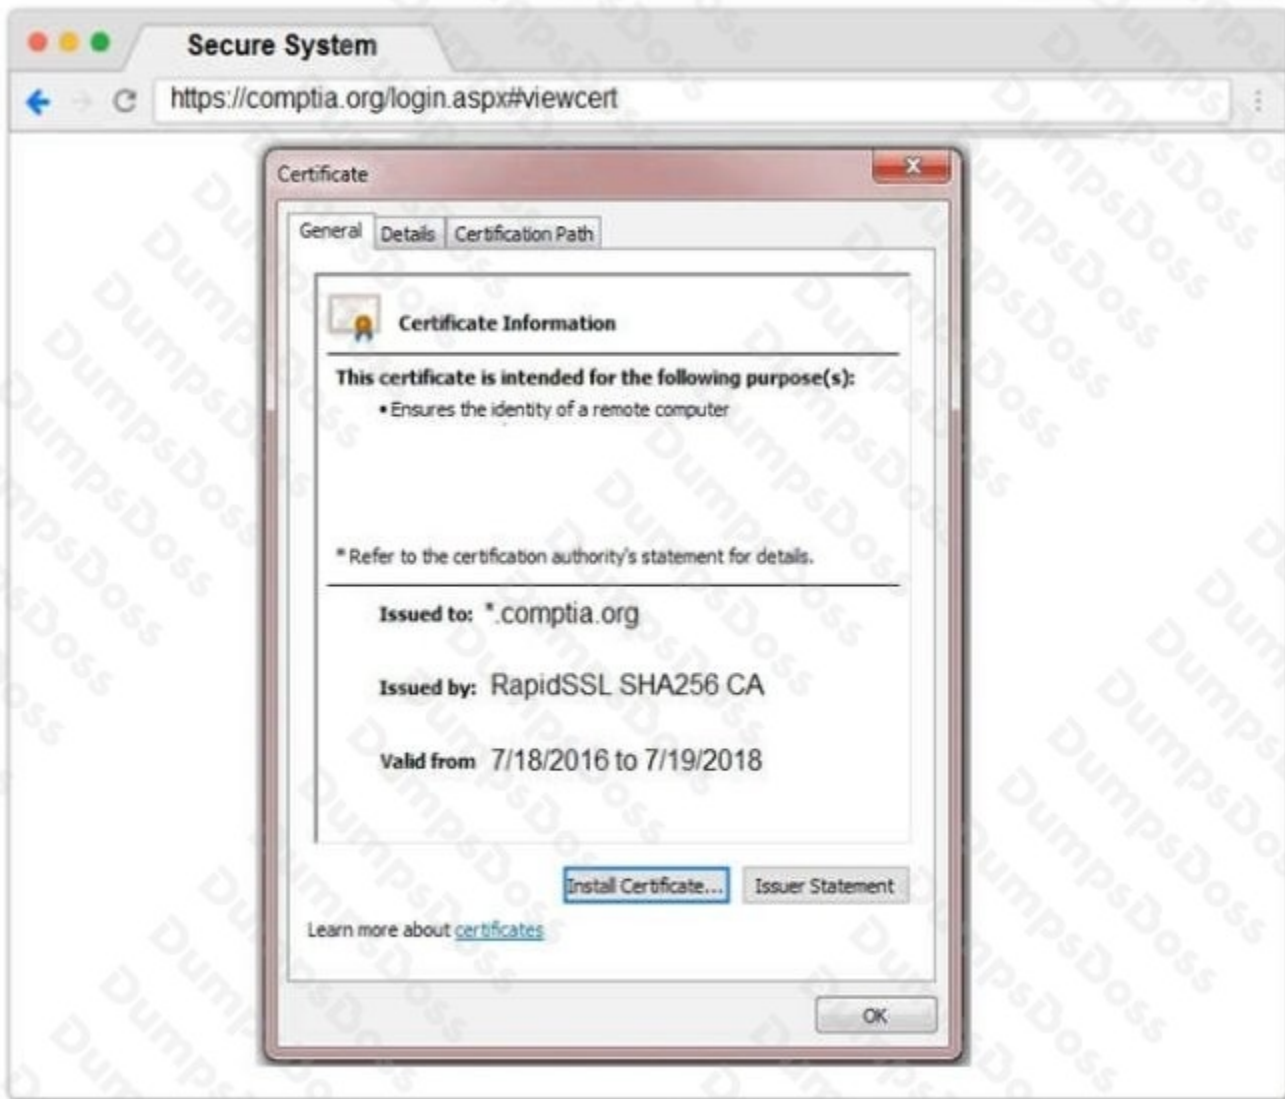 Secure System
https://comptia.org/login.aspx#viewcert
Certificate
General Details Certification Path
Certificate Information
This certificate is intended for the following purpose(s):
• Ensures the identity of a remote computer
* Refer to the certification authority's statement for details.
Issued to: *.comptia.org
Issued by: RapidSSL SHA256 CA
Valid from 7/18/2016 to 7/19/2018
Install Certificate... Issuer Statement
Learn more about certificates
OK
DumpsDoss